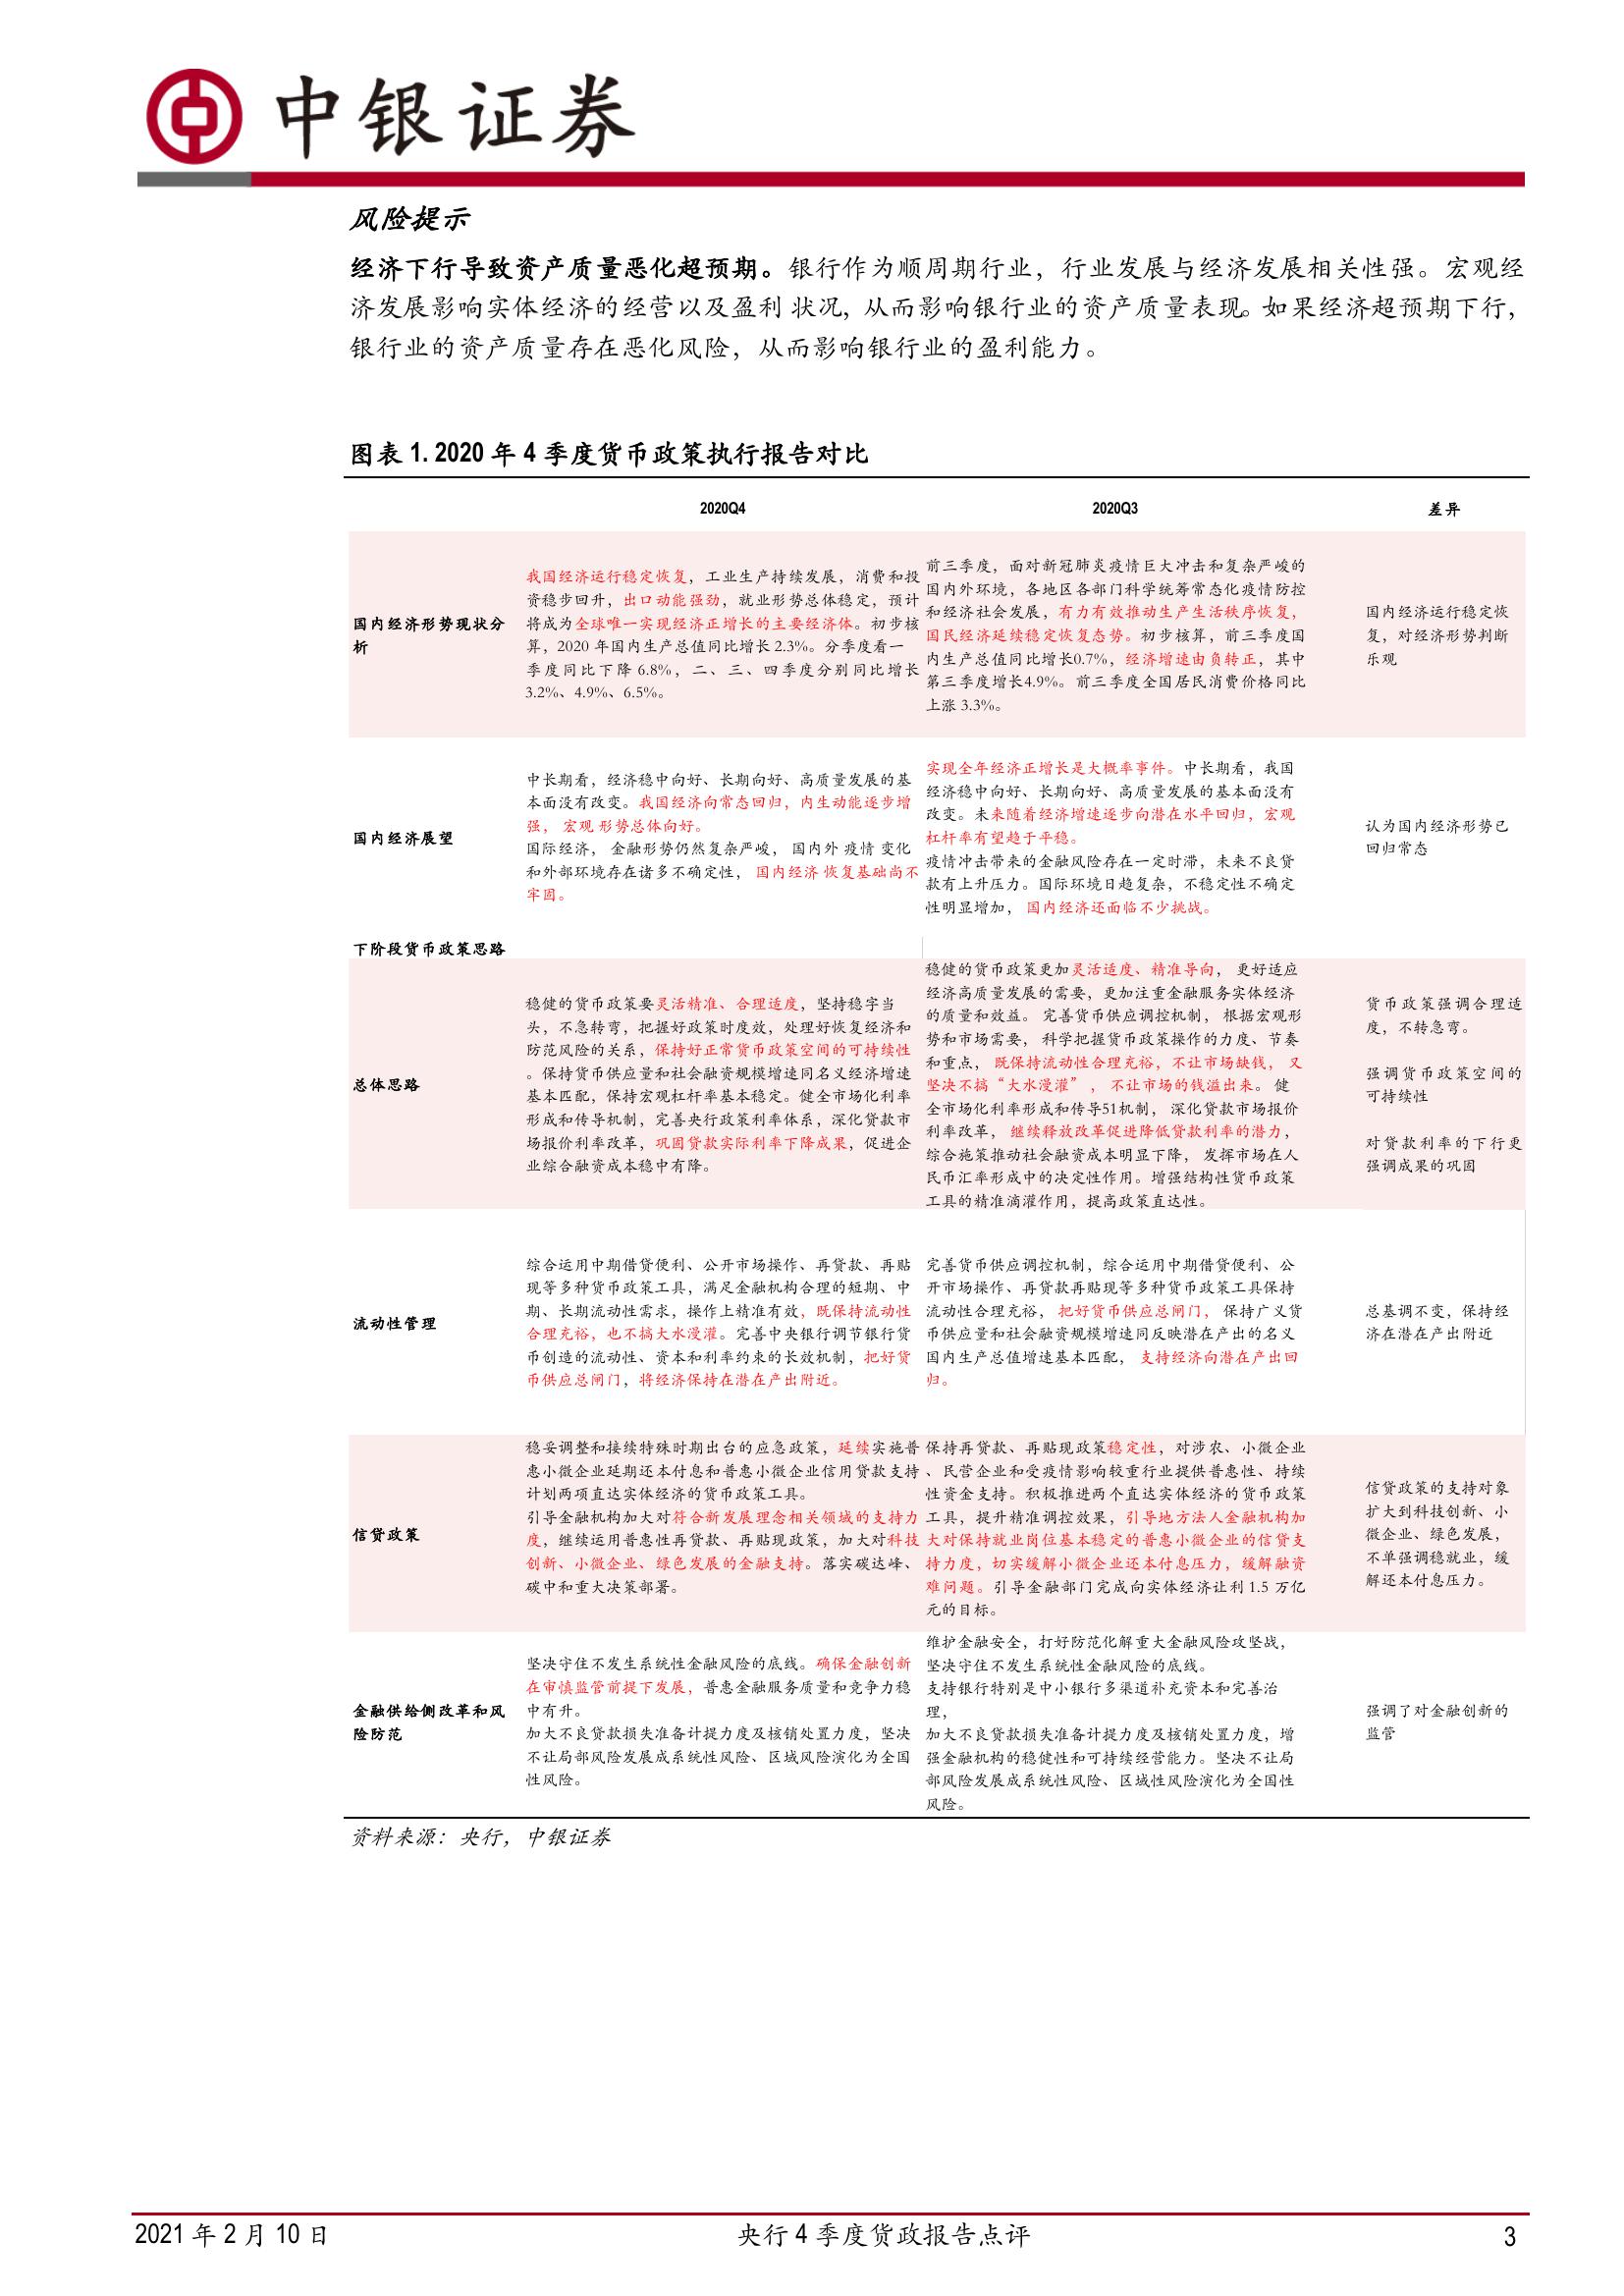 中银证券
风险提示
经济下行导致资产质量恶化超预期。银行作为顺周期行业，行业发展与经济发展相关性强。宏观经
济发展影响实体经济的经营以及盈利状况，从而影响银行业的资产质量表现。如果经济超预期下行，
银行业的资产质量存在恶化风险，从而影响银行业的盈利能力。
图表 1. 2020 年 4 季度货币政策执行报告对比
2020Q4
2020Q3
差异
国内经济形势现状分
析
我国经济运行稳定恢复，工业生产持续发展，消费和投
资稳步回升，出口动能强劲，就业形势总体稳定，预计
将成为全球唯一实现经济正增长的主要经济体。初步核
算，2020 年国内生产总值同比增长 2.3%。分季度看一
季度同比下降 6.8%，二、三、四季度分别同比增长
3.2%、4.9%、6.5%。
前三季度，面对新冠肺炎疫情巨大冲击和复杂严峻的
国内外环境，各地区各部门科学统筹常态化疫情防控
和经济社会发展，有力有效推动生产生活秩序恢复，
国民经济延续稳定恢复态势。初步核算，前三季度国
内生产总值同比增长0.7%，经济增速由负转正，其中
第三季度增长4.9%。前三季度全国居民消费价格同比
上涨 3.3%。
国内经济运行稳定恢
复，对经济形势判断
乐观
国内经济展望
中长期看，经济稳中向好、长期向好、高质量发展的基
本面没有改变。我国经济向常态回归，内生动能逐步增
强， 宏观 形势总体向好。
国际经济， 金融形势仍然复杂严峻， 国内外 疫情 变化
和外部环境存在诸多不确定性， 国内经济 恢复基础尚不
牢固。
实现全年经济正增长是大概率事件。中长期看，我国
经济稳中向好、长期向好、高质量发展的基本面没有
改变。未来随着经济增速逐步向潜在水平回归，宏观
杠杆率有望趋于平稳。
疫情冲击带来的金融风险存在一定时滞，未来不良贷
款有上升压力。国际环境日趋复杂，不稳定性不确定
性明显增加， 国内经济还面临不少挑战。
认为国内经济形势已
回归常态
下阶段货币政策思路
总体思路
稳健的货币政策要灵活精准、合理适度，坚持稳字当
头，不急转弯，把握好政策时度效，处理好恢复经济和
防范风险的关系，保持好正常货币政策空间的可持续性
。保持货币供应量和社会融资规模增速同名义经济增速
基本匹配，保持宏观杠杆率基本稳定。健全市场化利率
形成和传导机制，完善央行政策利率体系，深化贷款市
场报价利率改革，巩固贷款实际利率下降成果，促进企
业综合融资成本稳中有降。
稳健的货币政策更加灵活适度、精准导向， 更好适应
经济高质量发展的需要，更加注重金融服务实体经济
的质量和效益。 完善货币供应调控机制， 根据宏观形
势和市场需要， 科学把握货币政策操作的力度、节奏
和重点， 既保持流动性合理充裕，不让市场缺钱， 又
坚决不搞“大水漫灌”， 不让市场的钱溢出来。 健
全市场化利率形成和传导51机制， 深化贷款市场报价
利率改革， 继续释放改革促进降低贷款利率的潜力，
综合施策推动社会融资成本明显下降， 发挥市场在人
民币汇率形成中的决定性作用。增强结构性货币政策
工具的精准滴灌作用，提高政策直达性。
货币政策强调合理适
度，不转急弯。
强调货币政策空间的
可持续性
对贷款利率的下行更
强调成果的巩固
流动性管理
综合运用中期借贷便利、公开市场操作、再贷款、再贴
现等多种货币政策工具，满足金融机构合理的短期、中
期、长期流动性需求，操作上精准有效，既保持流动性
合理充裕，也不搞大水漫灌。完善中央银行调节银行货
币创造的流动性、资本和利率约束的长效机制，把好货
币供应总闸门，将经济保持在潜在产出附近。
完善货币供应调控机制，综合运用中期借贷便利、公
开市场操作、再贷款再贴现等多种货币政策工具保持
流动性合理充裕， 把好货币供应总闸门， 保持广义货
币供应量和社会融资规模增速同反映潜在产出的名义
国内生产总值增速基本匹配， 支持经济向潜在产出回
归。
总基调不变，保持经
济在潜在产出附近
信贷政策
稳妥调整和接续特殊时期出台的应急政策，延续实施普
惠小微企业延期还本付息和普惠小微企业信用贷款支持
计划两项直达实体经济的货币政策工具。
引导金融机构加大对符合新发展理念相关领域的支持力
度，继续运用普惠性再贷款、再贴现政策，加大对科技
创新、小微企业、绿色发展的金融支持。落实碳达峰、
碳中和重大决策部署。
保持再贷款、再贴现政策稳定性，对涉农、小微企业
、民营企业和受疫情影响较重行业提供普惠性、持续
性资金支持。积极推进两个直达实体经济的货币政策
工具，提升精准调控效果，引导地方法人金融机构加
大对保持就业岗位基本稳定的普惠小微企业的信贷支
持力度，切实缓解小微企业还本付息压力，缓解融资
难问题。引导金融部门完成向实体经济让利 1.5 万亿
元的目标。
信贷政策的支持对象
扩大到科技创新、小
微企业、绿色发展，
不单强调稳就业，缓
解还本付息压力。
金融供给侧改革和风
险防范
坚决守住不发生系统性金融风险的底线。确保金融创新
在审慎监管前提下发展，普惠金融服务质量和竞争力稳
中有升。
加大不良贷款损失准备计提力度及核销处置力度，坚决
不让局部风险发展成系统性风险、区域风险演化为全国
性风险。
维护金融安全，打好防范化解重大金融风险攻坚战，
坚决守住不发生系统性金融风险的底线。
支持银行特别是中小银行多渠道补充资本和完善治
理，
加大不良贷款损失准备计提力度及核销处置力度，增
强金融机构的稳健性和可持续经营能力。坚决不让局
部风险发展成系统性风险、区域性风险演化为全国性
风险。
强调了对金融创新的
监管
资料来源：央行，中银证券
2021 年 2 月 10 日
央行 4 季度货政报告点评
3